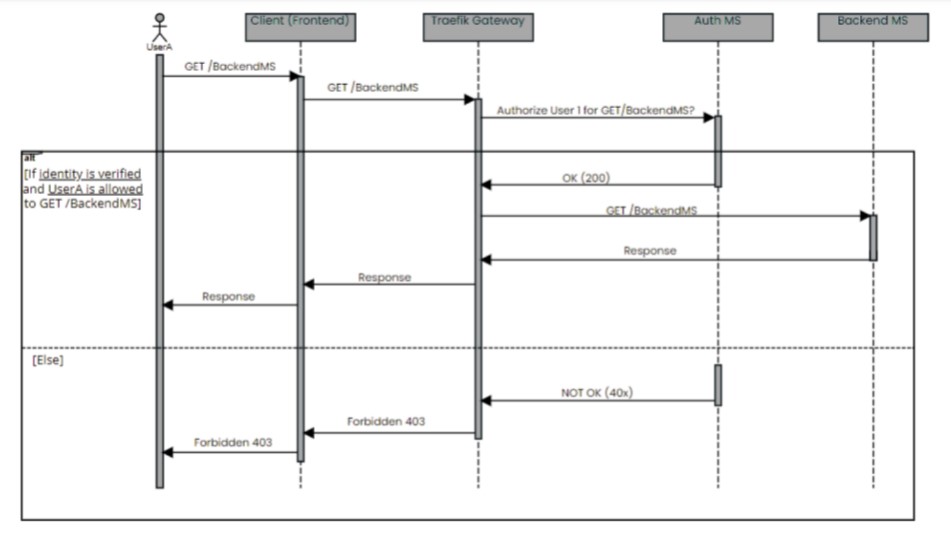 Client (Frontend)
Traefik Gateway
Auth MS
Backend MS
UserA
GET /BackendMS
GET /BackendMS
Authorize User 1 for GET/BackendMS?
alt
[If identity is verified
and UserA is allowed
to GET /BackendMS]
OK (200)
GET /BackendMS
Response
Response
Response
[Else]
NOT OK (40x)
Forbidden 403
Forbidden 403